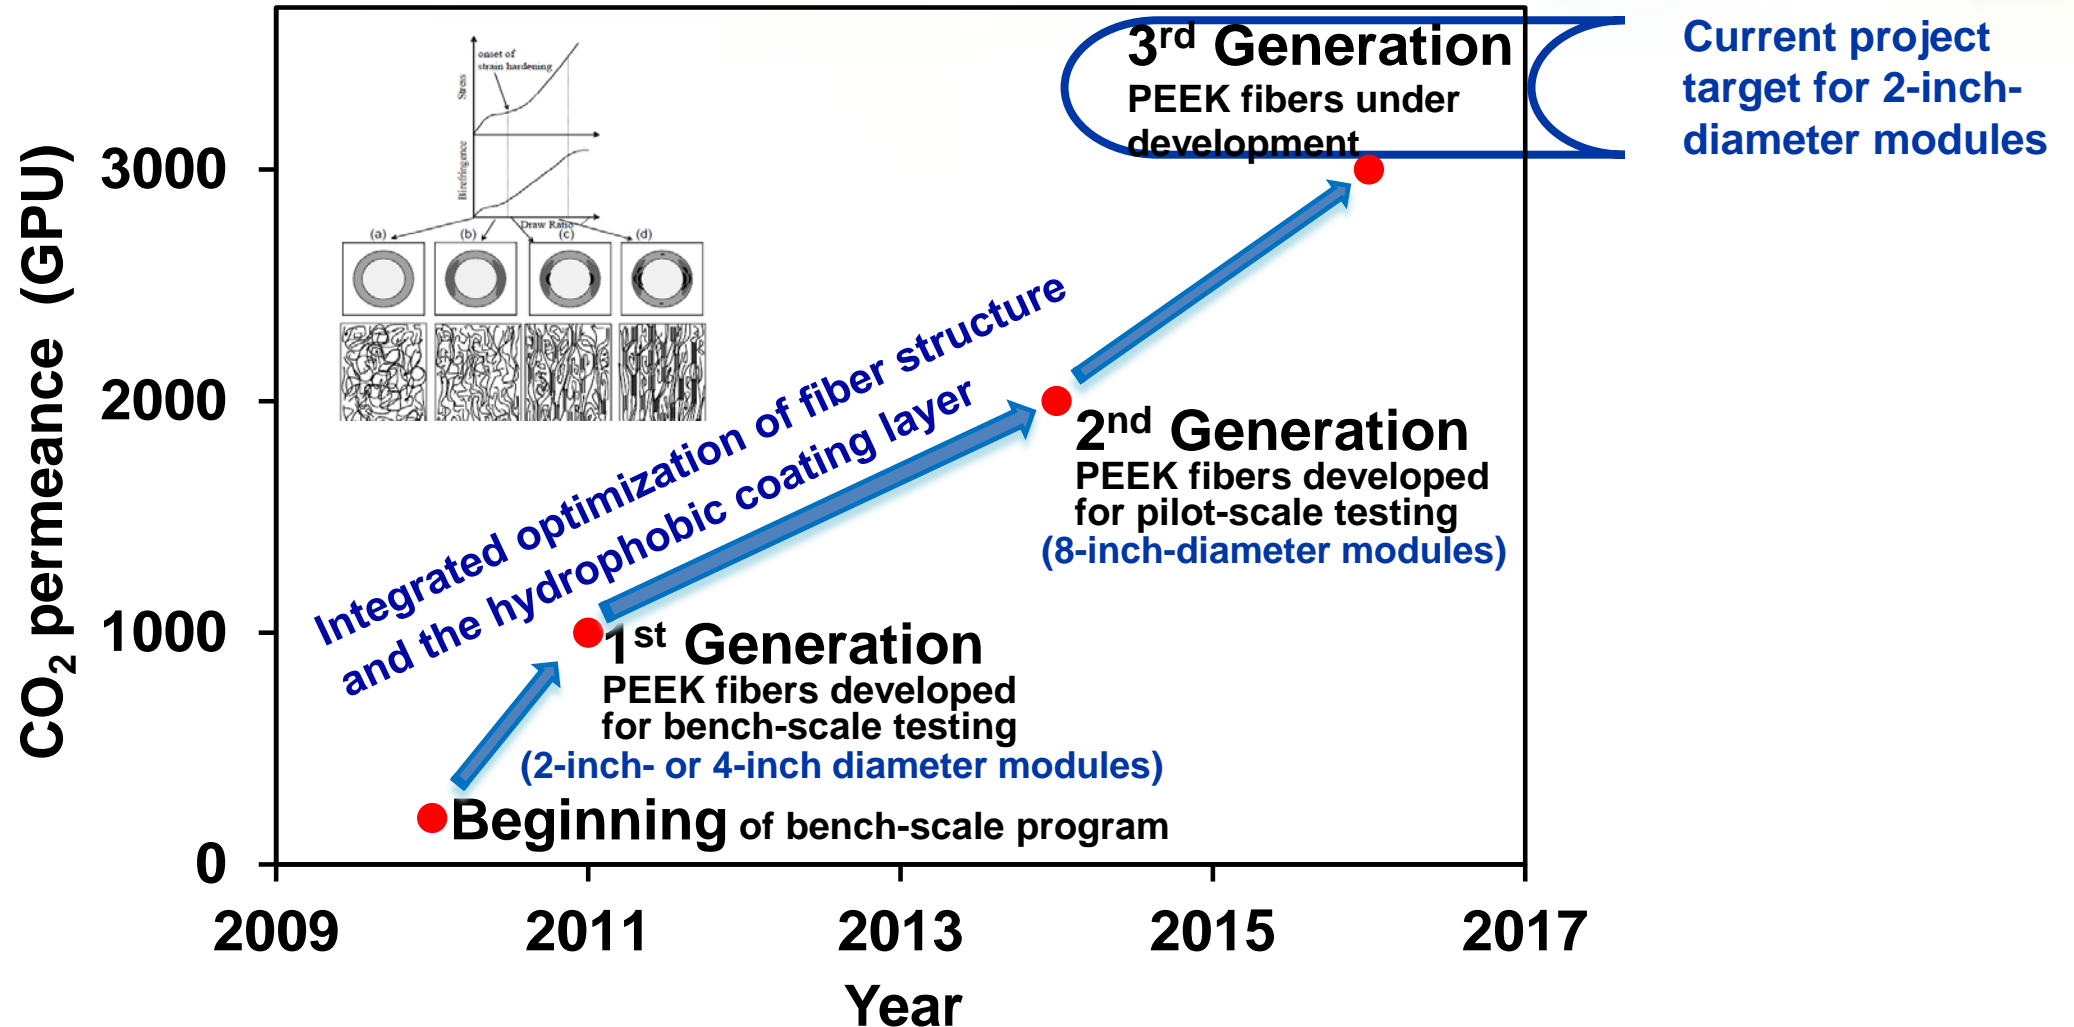 3rd Generation
PEEK fibers under
development
Current project
target for 2-inch-
diameter modules
onset of
strain hardening
Stress
Birefringence
Draw Ratio
(a)
(b)
(c)
(d)
CO2 permeance (GPU)
3000
2000
1000
0
Integrated optimization of fiber structure
and the hydrophobic coating layer
2nd Generation
PEEK fibers developed
for pilot-scale testing
(8-inch-diameter modules)
1st Generation
PEEK fibers developed
for bench-scale testing
(2-inch- or 4-inch diameter modules)
Beginning of bench-scale program
2009
2011
2013
2015
2017
Year